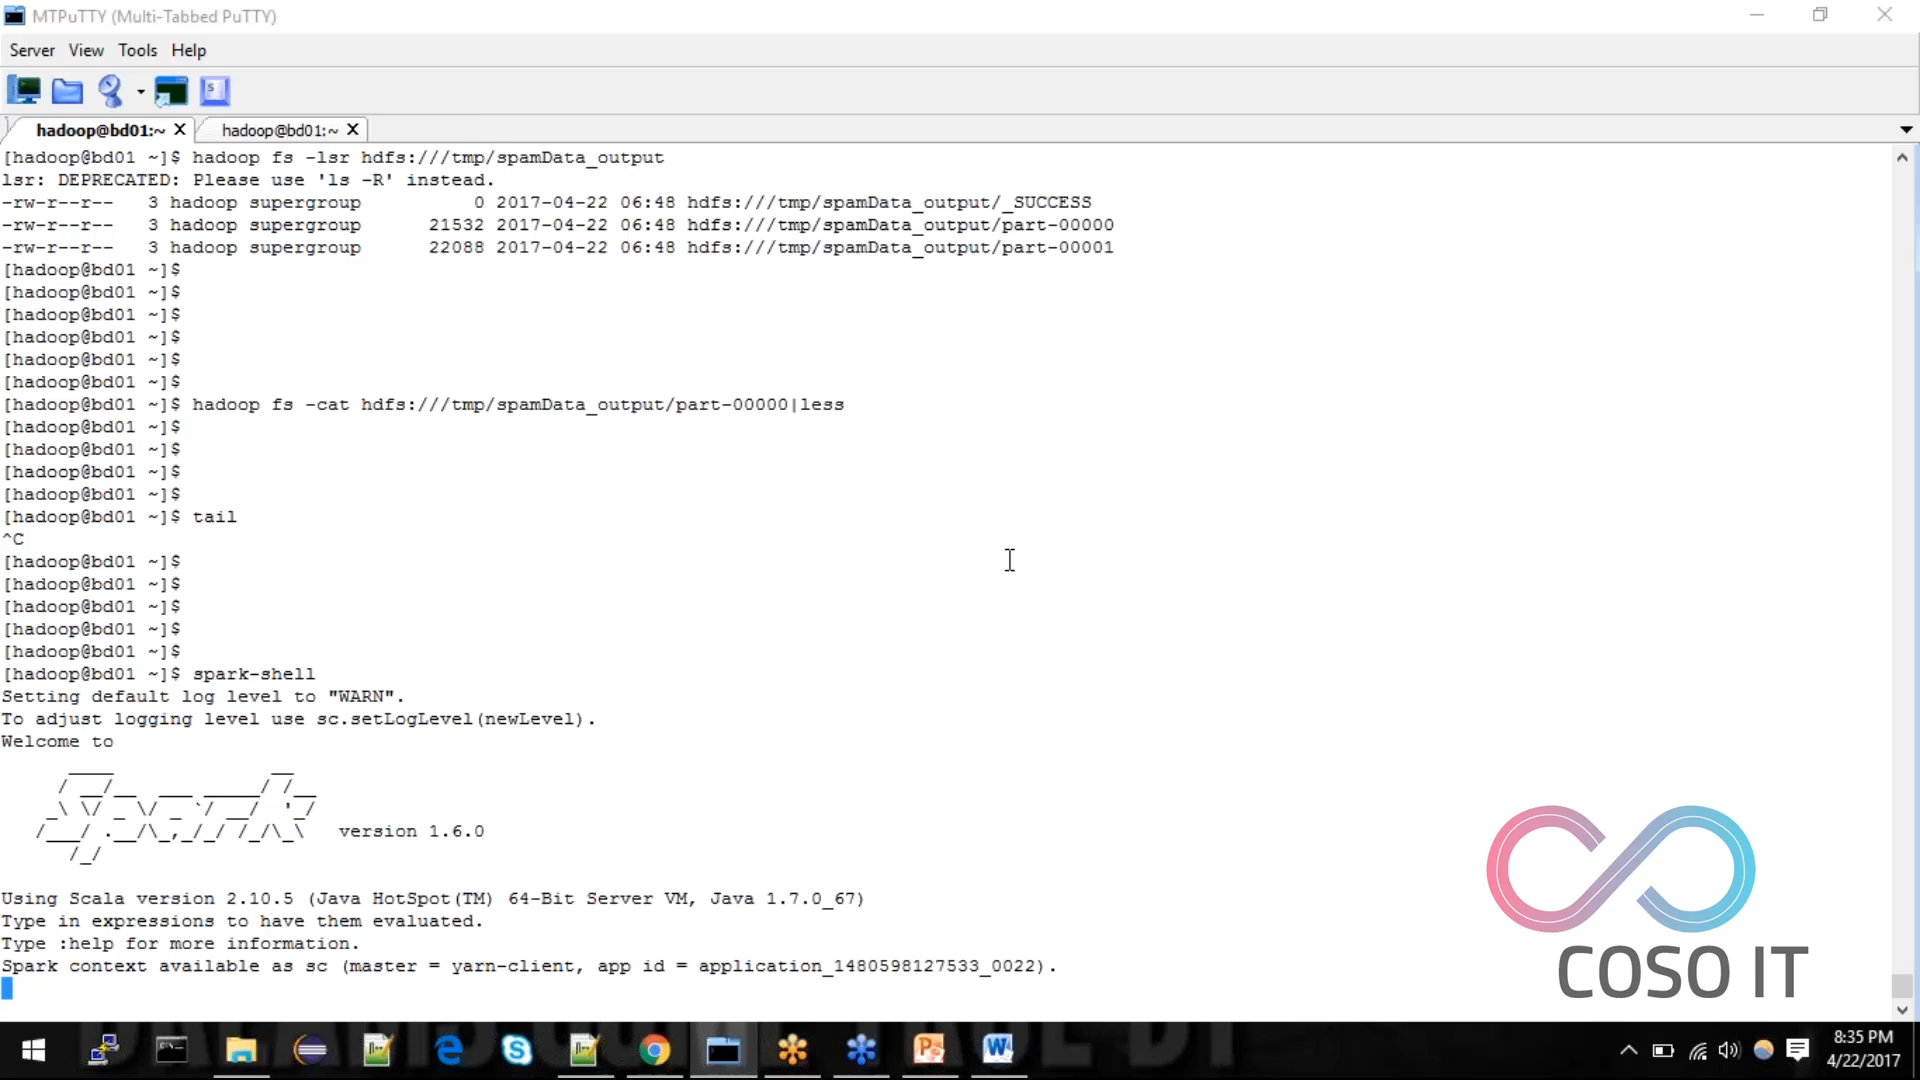 MTPuTTY (Multi-Tabbed PuTTY)
Server View Tools Help
hadoop@bd01:~ hadoop@bd01:~
[hadoop@bd01 ~]$ hadoop fs -lsr hdfs:///tmp/spamData_output
lsr: DEPRECATED: Please use 'ls -R' instead.
-rw-r--r-- 3 hadoop supergroup 0 2017-04-22 06:48 hdfs:///tmp/spamData_output/_SUCCESS
-rw-r--r-- 3 hadoop supergroup 21532 2017-04-22 06:48 hdfs:///tmp/spamData_output/part-00000
-rw-r--r-- 3 hadoop supergroup 22088 2017-04-22 06:48 hdfs:///tmp/spamData_output/part-00001
[hadoop@bd01 ~]$
[hadoop@bd01 ~]$
[hadoop@bd01 ~]$
[hadoop@bd01 ~]$
[hadoop@bd01 ~]$
[hadoop@bd01 ~]$
[hadoop@bd01 ~]$ hadoop fs -cat hdfs:///tmp/spamData_output/part-00000|less
[hadoop@bd01 ~]$
[hadoop@bd01 ~]$
[hadoop@bd01 ~]$
[hadoop@bd01 ~]$
[hadoop@bd01 ~]$ tail
^C
[hadoop@bd01 ~]$
[hadoop@bd01 ~]$
[hadoop@bd01 ~]$
[hadoop@bd01 ~]$
[hadoop@bd01 ~]$
[hadoop@bd01 ~]$ spark-shell
Setting default log level to "WARN".
To adjust logging level use sc.setLogLevel(newLevel).
Welcome to
Spark version 1.6.0
Using Scala version 2.10.5 (Java HotSpot(TM) 64-Bit Server VM, Java 1.7.0_67)
Type in expressions to have them evaluated.
Type :help for more information.
Spark context available as sc (master = yarn-client, app id = application_1480598127533_0022).
COSO IT
8:35 PM
4/22/2017